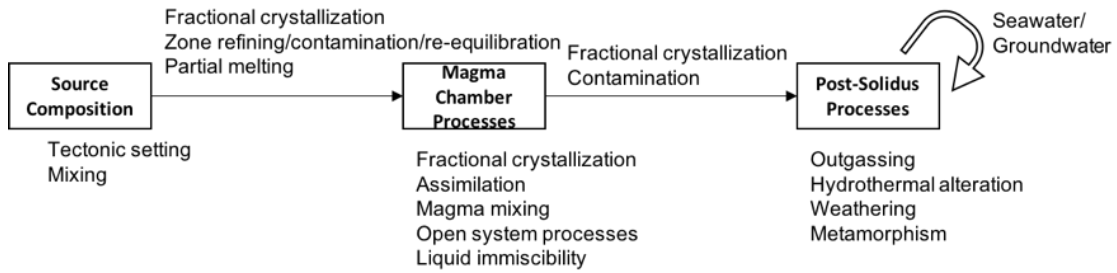 Fractional crystallization
Zone refining/contamination/re-equilibration
Partial melting
Fractional crystallization
Contamination
Seawater/
Groundwater
Source
Composition
Magma
Chamber
Processes
Post-Solidus
Processes
Tectonic setting
Mixing
Fractional crystallization
Assimilation
Magma mixing
Open system processes
Liquid immiscibility
Outgassing
Hydrothermal alteration
Weathering
Metamorphism